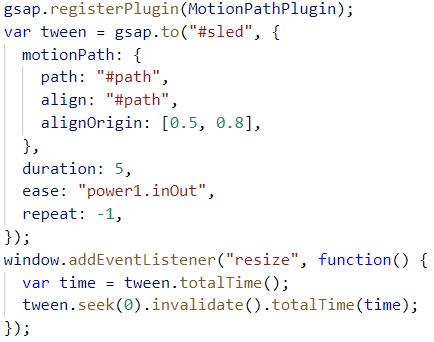 gsap.registerPlugin(MotionPathPlugin);
var tween = gsap.to("#sled", {
  motionPath: {
    path: "#path",
    align: "#path",
    alignOrigin: [0.5, 0.8],
  },
  duration: 5,
  ease: "power1.inOut",
  repeat: -1,
});
window.addEventListener("resize", function() {
  var time = tween.totalTime();
  tween.seek(0).invalidate().totalTime(time);
});